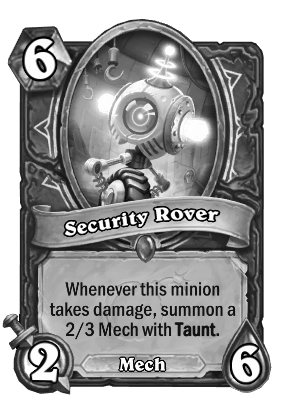 6
Security Rover
Whenever this minion
takes damage, summon a
2/3 Mech with Taunt.
2
Mech
6